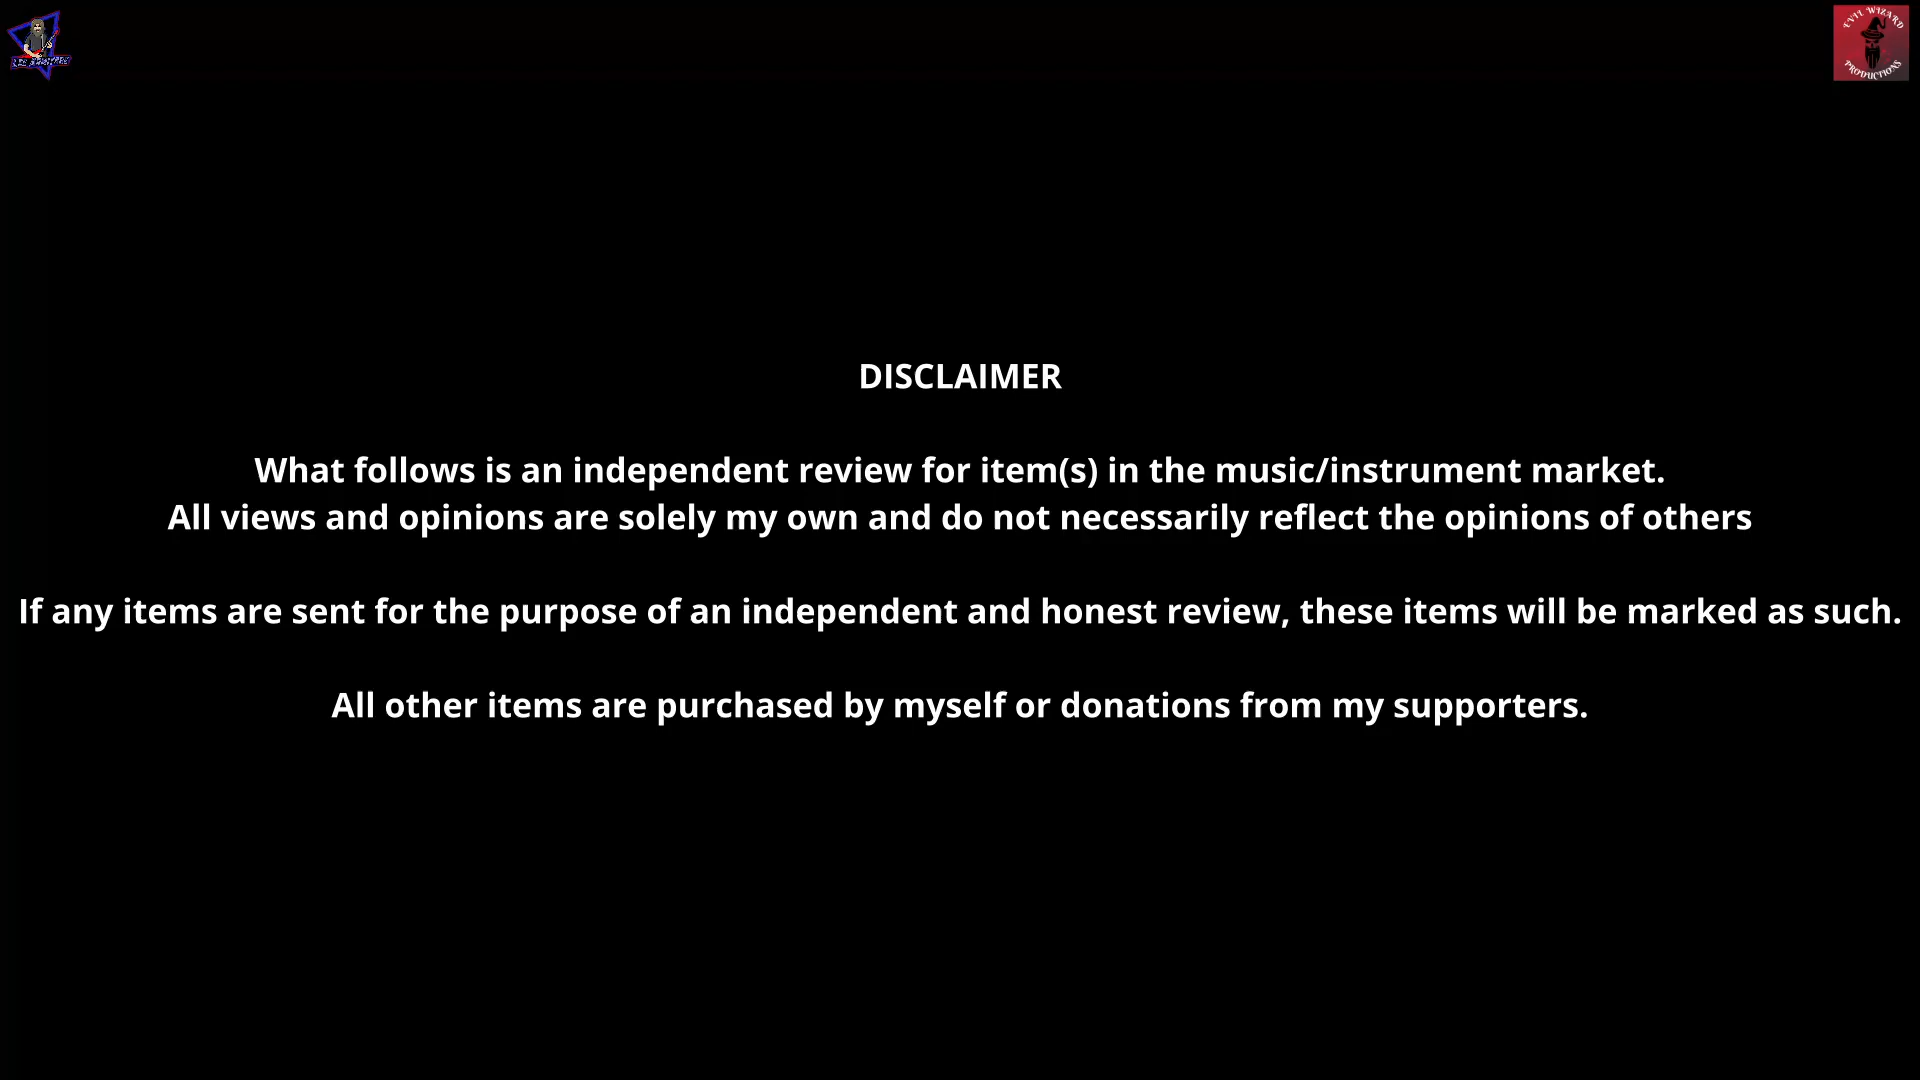 EVIL WIZARD
PRODUCTIONS
DISCLAIMER
What follows is an independent review for item(s) in the music/instrument market.
All views and opinions are solely my own and do not necessarily reflect the opinions of others
If any items are sent for the purpose of an independent and honest review, these items will be marked as such.
All other items are purchased by myself or donations from my supporters.